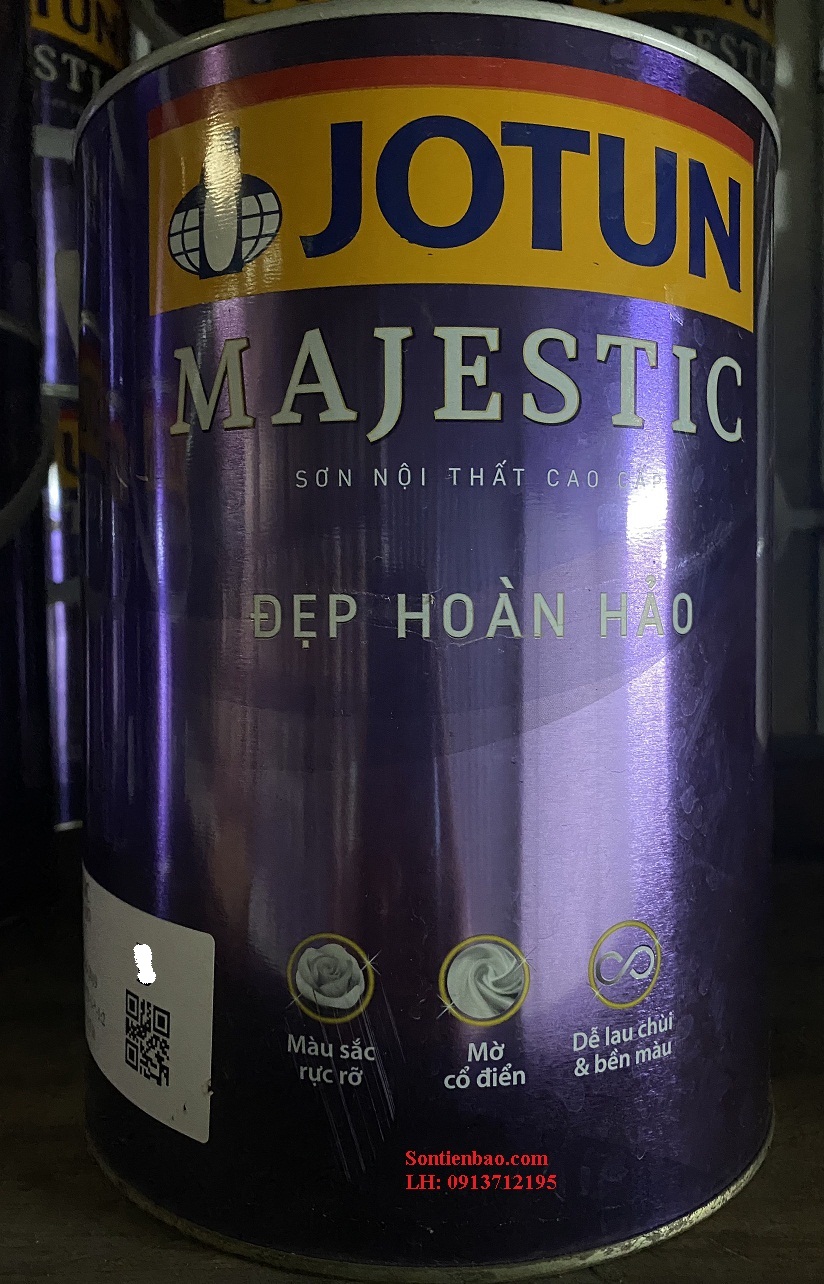 JOTUN
MAJESTIC
SƠN NỘI THẤT CAO CẤP
ĐẸP HOÀN HẢO
Màu sắc
rực rỡ
Mờ
cổ điển
Dễ lau chùi
& bền màu
Sontienbao.com
LH: 0913712195